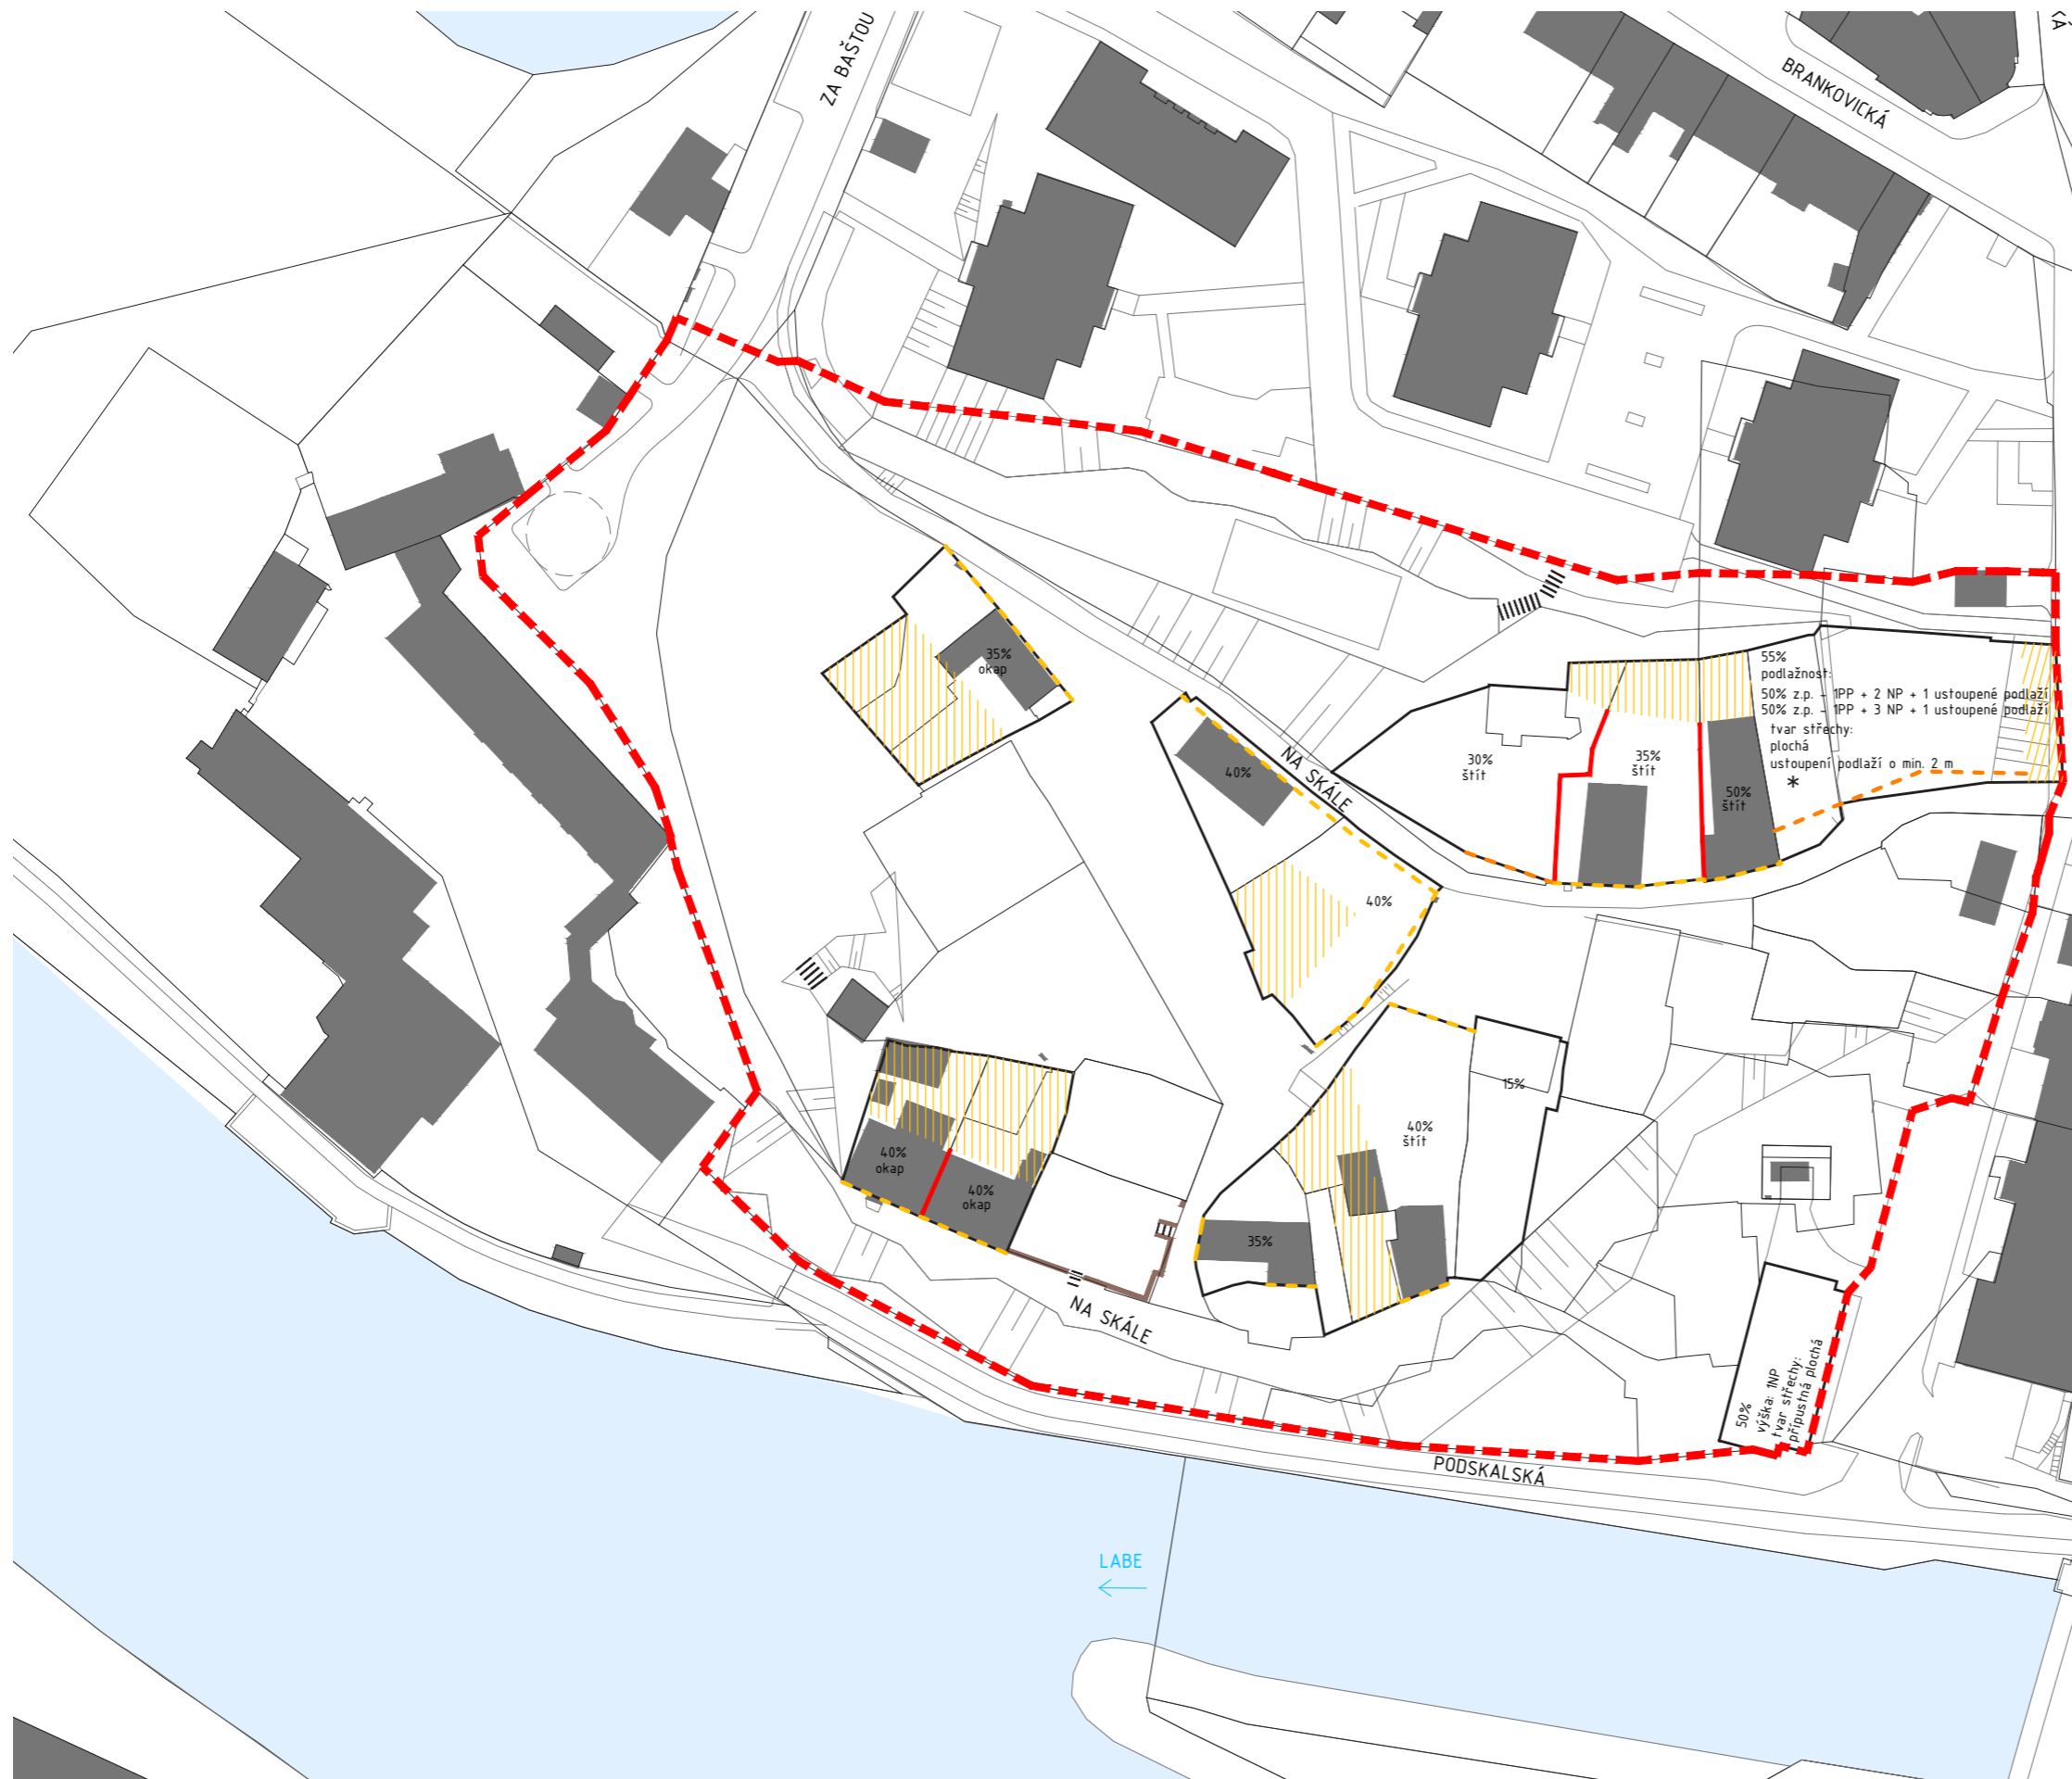 ZA BAŠTOU
BRANKOVICKÁ
KÁ
35%
okap
55%
podlažnost:
50% z.p. - 1PP + 2 NP + 1 ustoupené podlaží
50% z.p. - 1PP + 3 NP + 1 ustoupené podlaží
tvar střechy:
plochá
ustoupení podlaží o min. 2 m
*
30%
štít
35%
štít
50%
štít
NA SKÁLE
40%
40%
15%
40%
štít
40%
okap
40%
okap
35%
NA SKÁLE
50%
výška: 1NP
tvar střechy:
přípustná plochá
PODSKALSKÁ
LABE